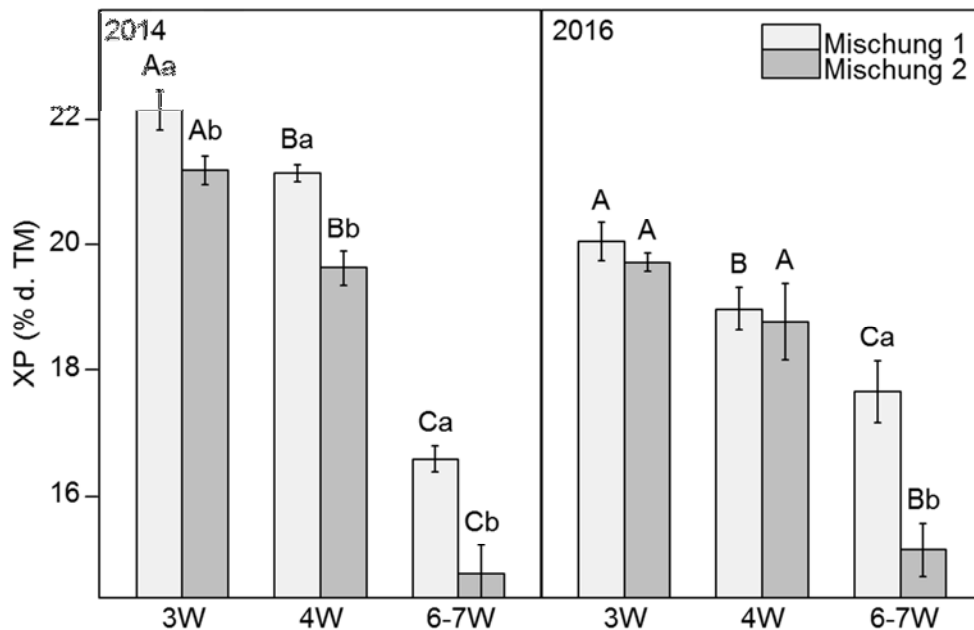 2014
2016
Mischung 1
Mischung 2
Aa
Ab
Ba
Bb
Ca
Cb
A
A
B
A
Ca
Bb
XP (% d. TM)
22
20
18
16
3W
4W
6-7W
3W
4W
6-7W